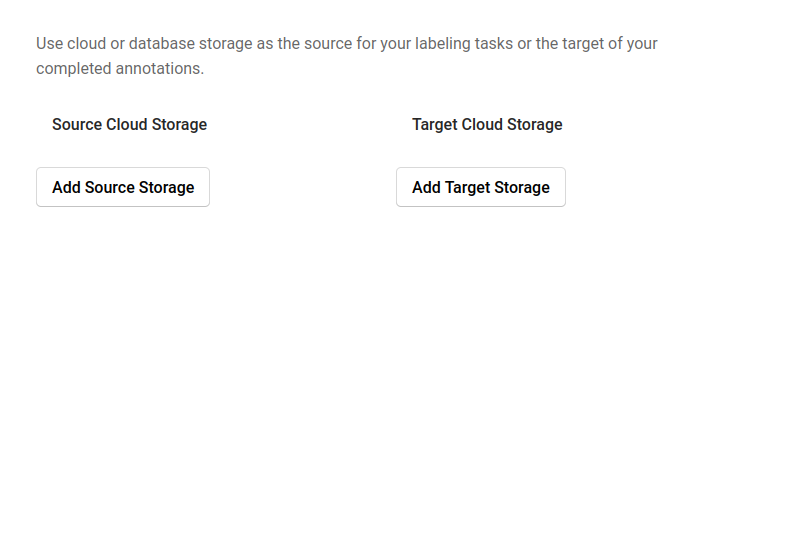 Use cloud or database storage as the source for your labeling tasks or the target of your
completed annotations.
Source Cloud Storage
Target Cloud Storage
Add Source Storage
Add Target Storage